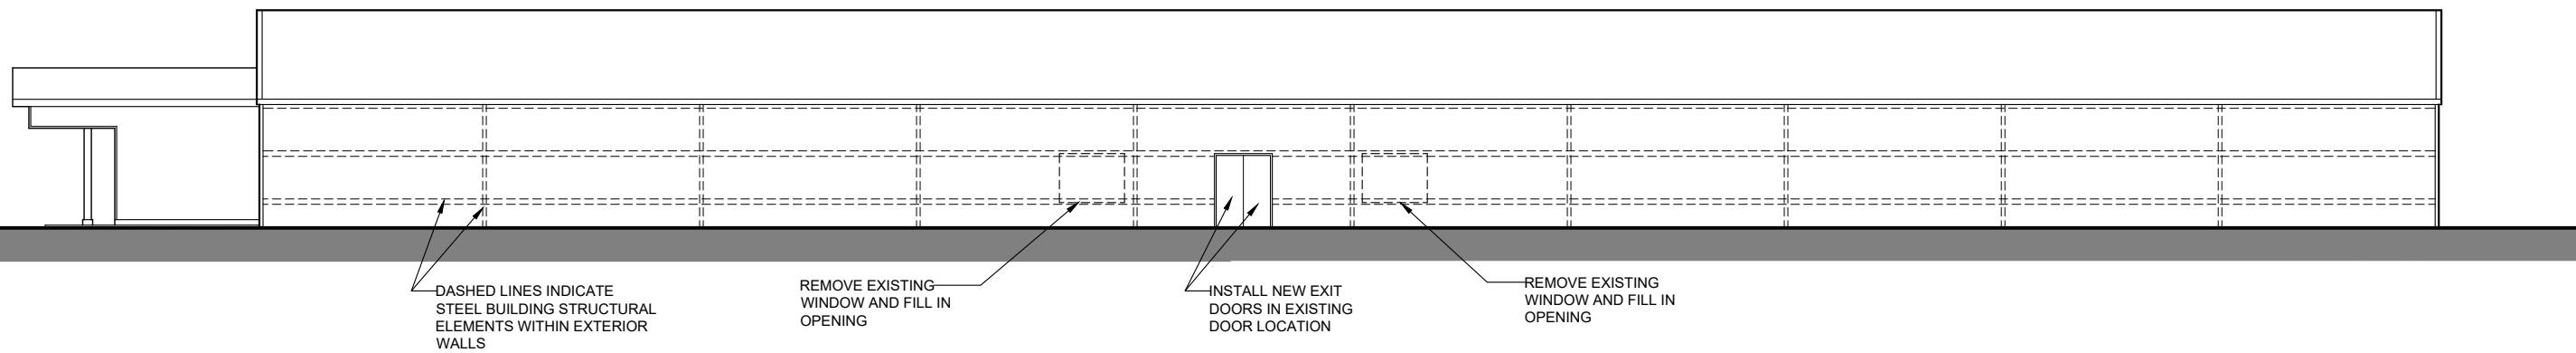 DASHED LINES INDICATE
STEEL BUILDING STRUCTURAL
ELEMENTS WITHIN EXTERIOR
WALLS
REMOVE EXISTING
WINDOW AND FILL IN
OPENING
INSTALL NEW EXIT
DOORS IN EXISTING
DOOR LOCATION
REMOVE EXISTING
WINDOW AND FILL IN
OPENING